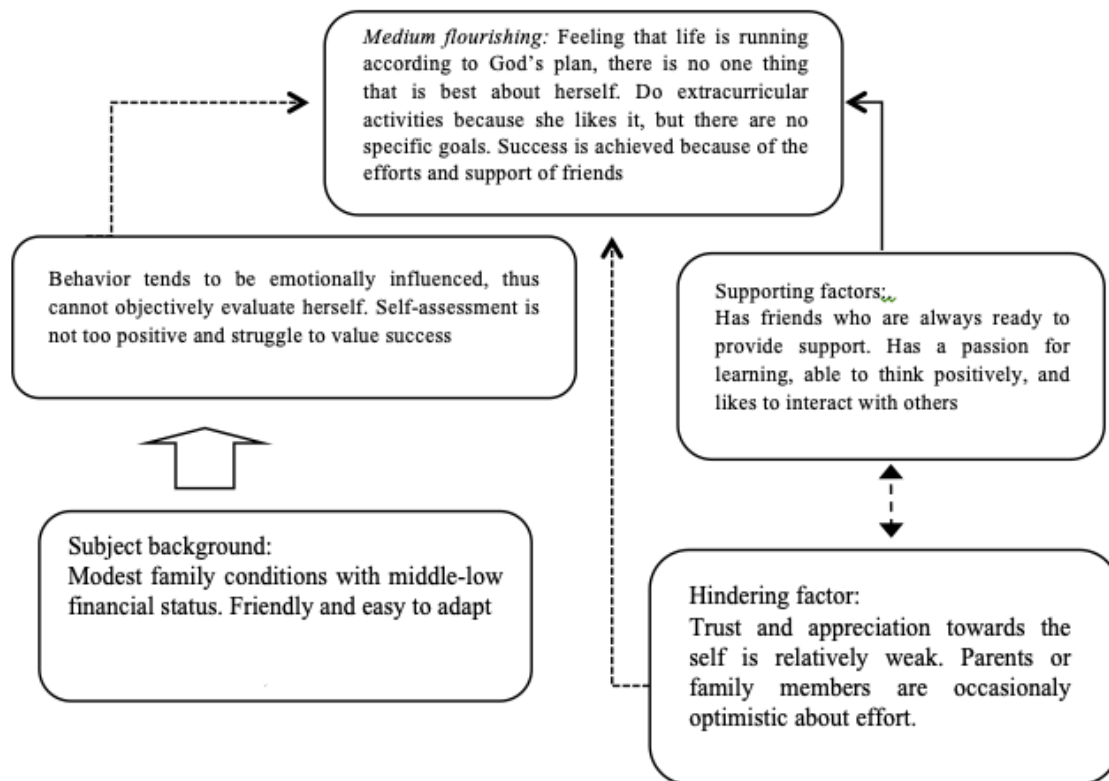 Medium flourishing: Feeling that life is running
according to God's plan, there is no one thing
that is best about herself. Do extracurricular
activities because she likes it, but there are no
specific goals. Success is achieved because of the
efforts and support of friends
Behavior tends to be emotionally influenced, thus
cannot objectively evaluate herself. Self-assessment is
not too positive and struggle to value success
Supporting factors:
Has friends who are always ready to
provide support. Has a passion for
learning, able to think positively, and
likes to interact with others
Subject background:
Modest family conditions with middle-low
financial status. Friendly and easy to adapt
Hindering factor:
Trust and appreciation towards the
self is relatively weak. Parents or
family members are occasionaly
optimistic about effort.